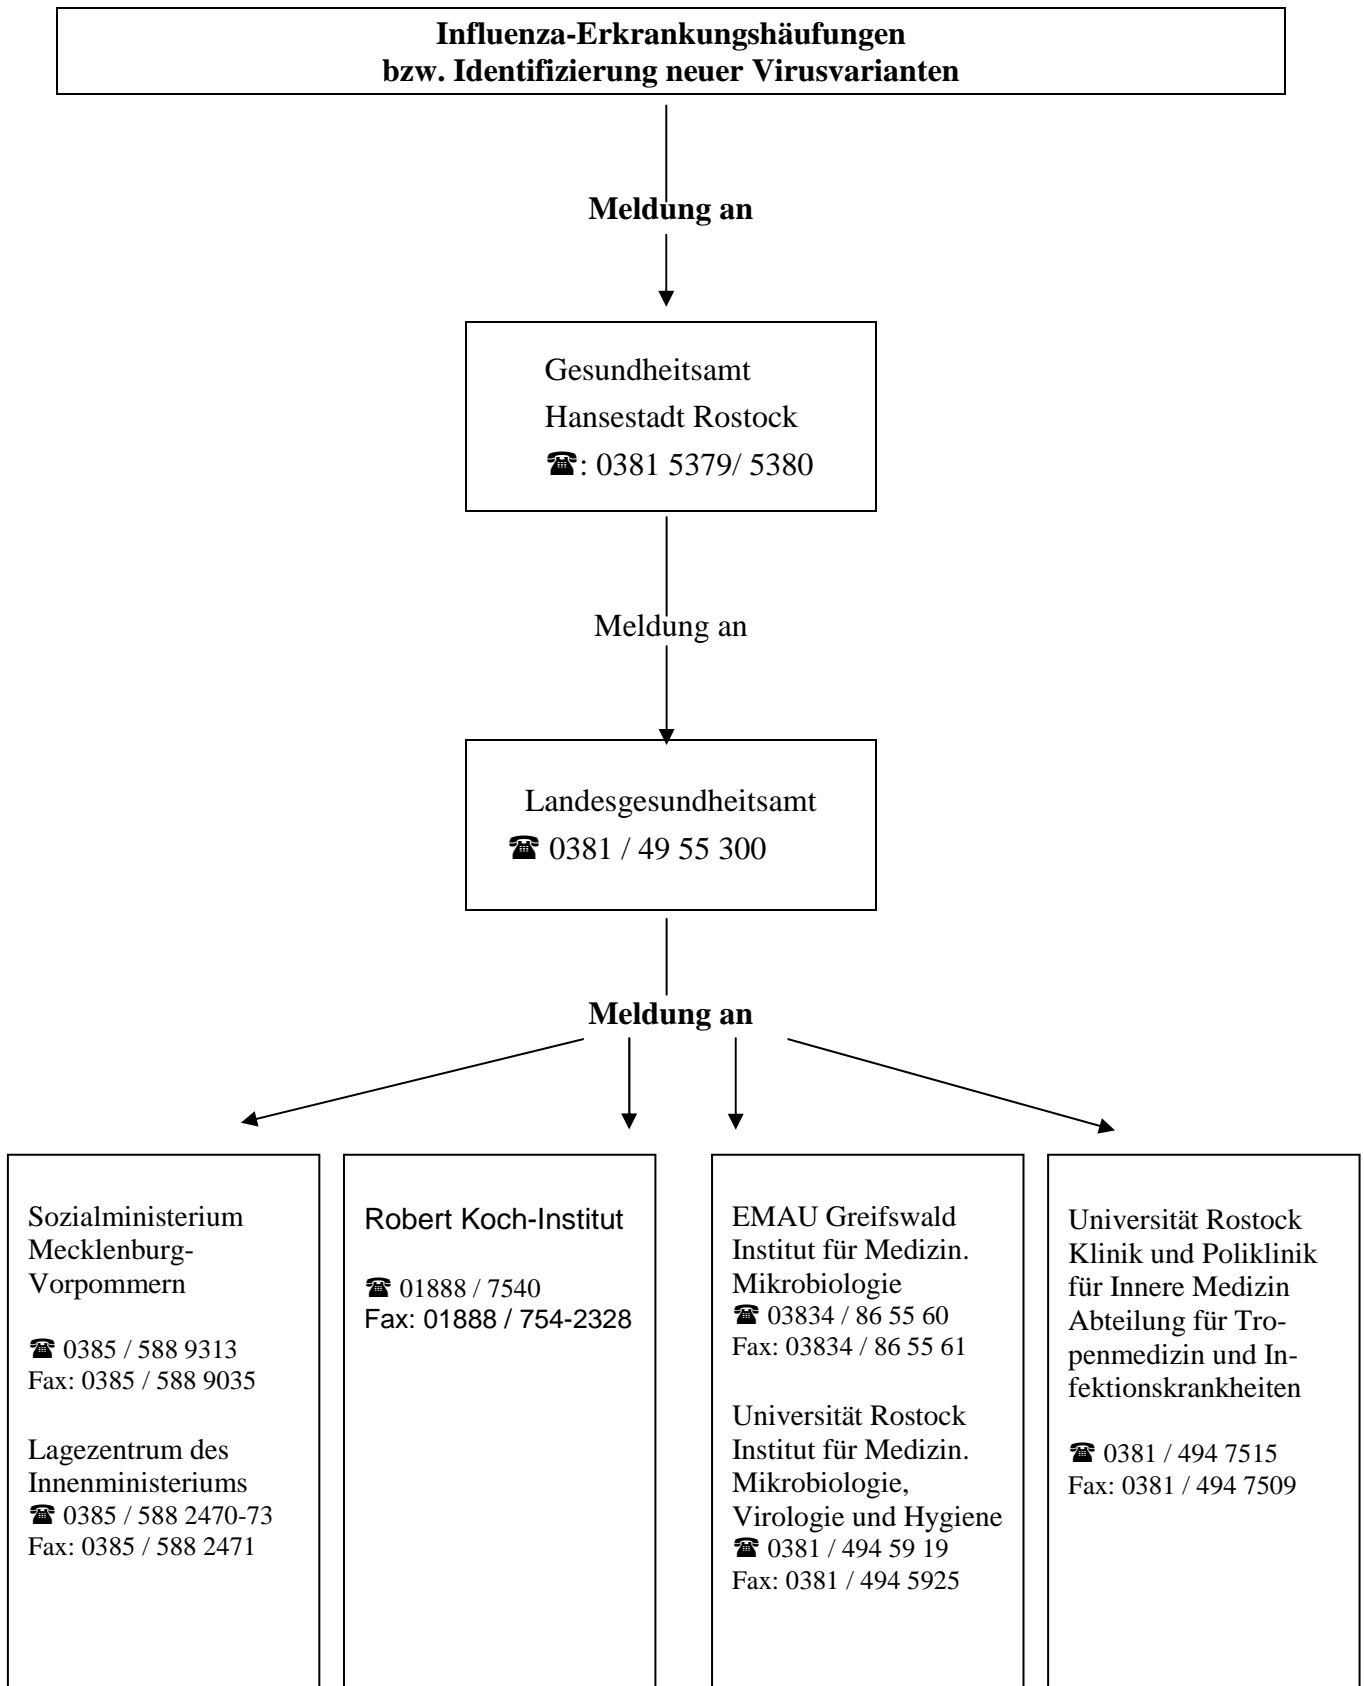 Influenza-Erkrankungshäufungen
bzw. Identifizierung neuer Virusvarianten
Meldung an
Gesundheitsamt
Hansestadt Rostock
☎: 0381 5379/ 5380
Meldung an
Landesgesundheitsamt
☎ 0381 / 49 55 300
Meldung an
Sozialministerium
Mecklenburg-
Vorpommern
☎ 0385 / 588 9313
Fax: 0385 / 588 9035
Lagezentrum des
Innenministeriums
☎ 0385 / 588 2470-73
Fax: 0385 / 588 2471
Robert Koch-Institut
☎ 01888 / 7540
Fax: 01888 / 754-2328
EMAU Greifswald
Institut für Medizin.
Mikrobiologie
☎ 03834 / 86 55 60
Fax: 03834 / 86 55 61
Universität Rostock
Institut für Medizin.
Mikrobiologie,
Virologie und Hygiene
☎ 0381 / 494 59 19
Fax: 0381 / 494 5925
Universität Rostock
Klinik und Poliklinik
für Innere Medizin
Abteilung für Tro-
penmedizin und In-
fektionskrankheiten
☎ 0381 / 494 7515
Fax: 0381 / 494 7509